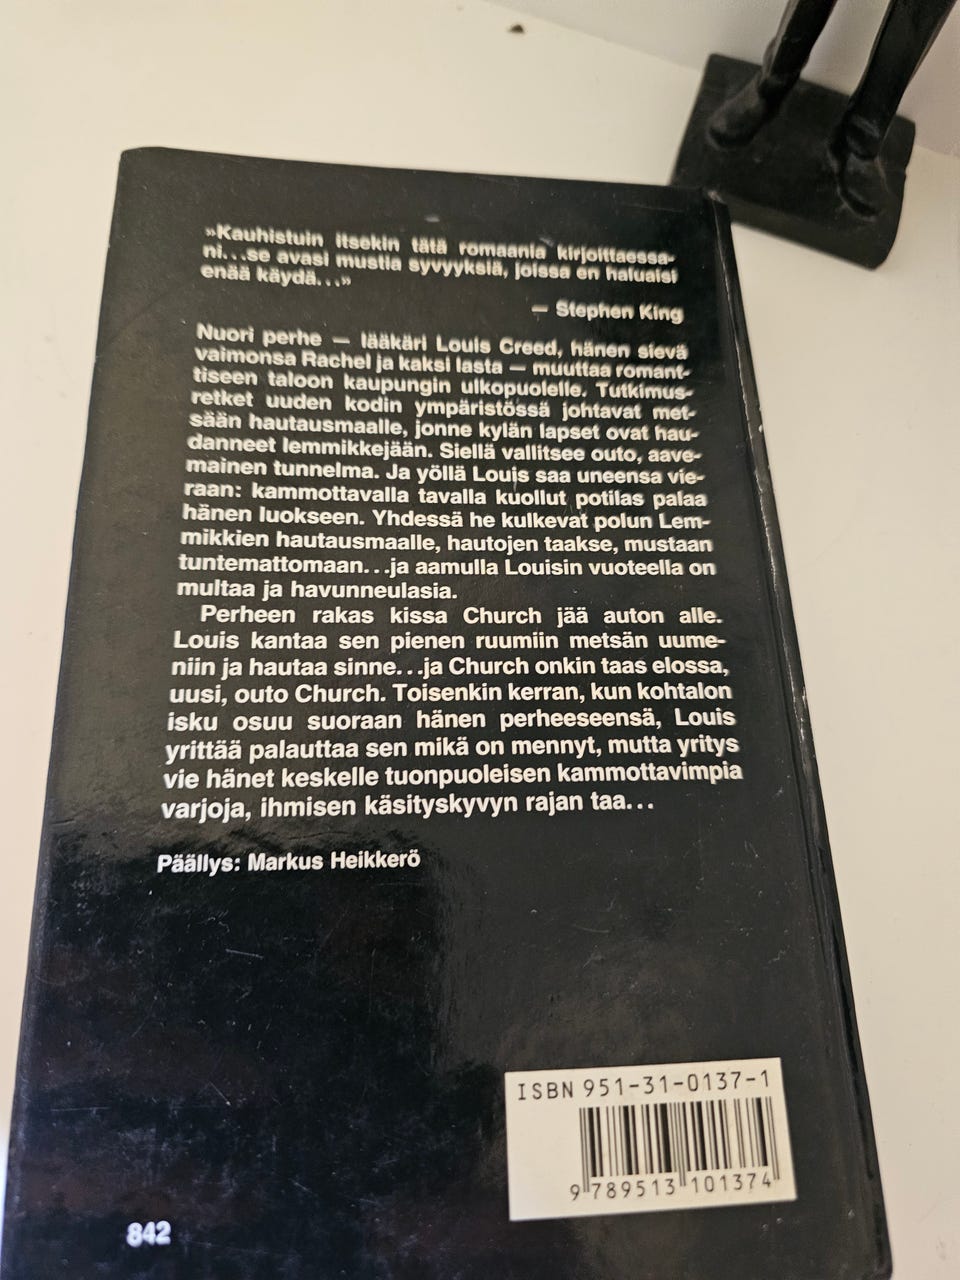 »Kauhistuin itsekin tätä romaania kirjoittaessa-
ni...se avasi mustia syvyyksiä, joissa en haluaisi
enää käydä...»
— Stephen King
Nuori perhe — lääkäri Louis Creed, hänen sievä
vaimonsa Rachel ja kaksi lasta — muuttaa romant-
tiseen taloon kaupungin ulkopuolelle. Tutkimus-
retket uuden kodin ympäristössä johtavat met-
sään hautausmaalle, jonne kylän lapset ovat hau-
danneet lemmikkejään. Siellä vallitsee outo, aave-
mainen tunnelma. Ja yöllä Louis saa uneensa vie-
raan: kammottavalla tavalla kuollut potilas palaa
hänen luokseen. Yhdessä he kulkevat polun Lem-
mikkien hautausmaalle, hautojen taakse, mustaan
tuntemattomaan...ja aamulla Louisin vuoteella on
multaa ja havunneulasia.
Perheen rakas kissa Church jää auton alle.
Louis kantaa sen pienen ruumiin metsän uume-
niin ja hautaa sinne...ja Church onkin taas elossa,
uusi, outo Church. Toisenkin kerran, kun kohtalon
isku osuu suoraan hänen perheeseensä, Louis
yrittää palauttaa sen mikä on mennyt, mutta yritys
vie hänet keskelle tuonpuoleisen kammottavimpia
varjoja, ihmisen käsityskyvyn rajan taa...
Päällys: Markus Heikkerö
ISBN 951-31-0137-1
9 789513 101374
842